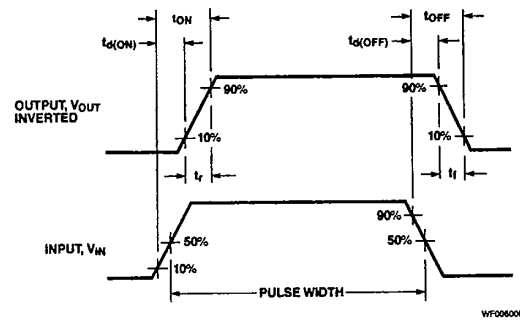 tON
tOFF
td(ON)
td(OFF)
OUTPUT, VOUT
INVERTED
90%
90%
10%
10%
tr
tf
INPUT, VIN
90%
50%
50%
10%
PULSE WIDTH